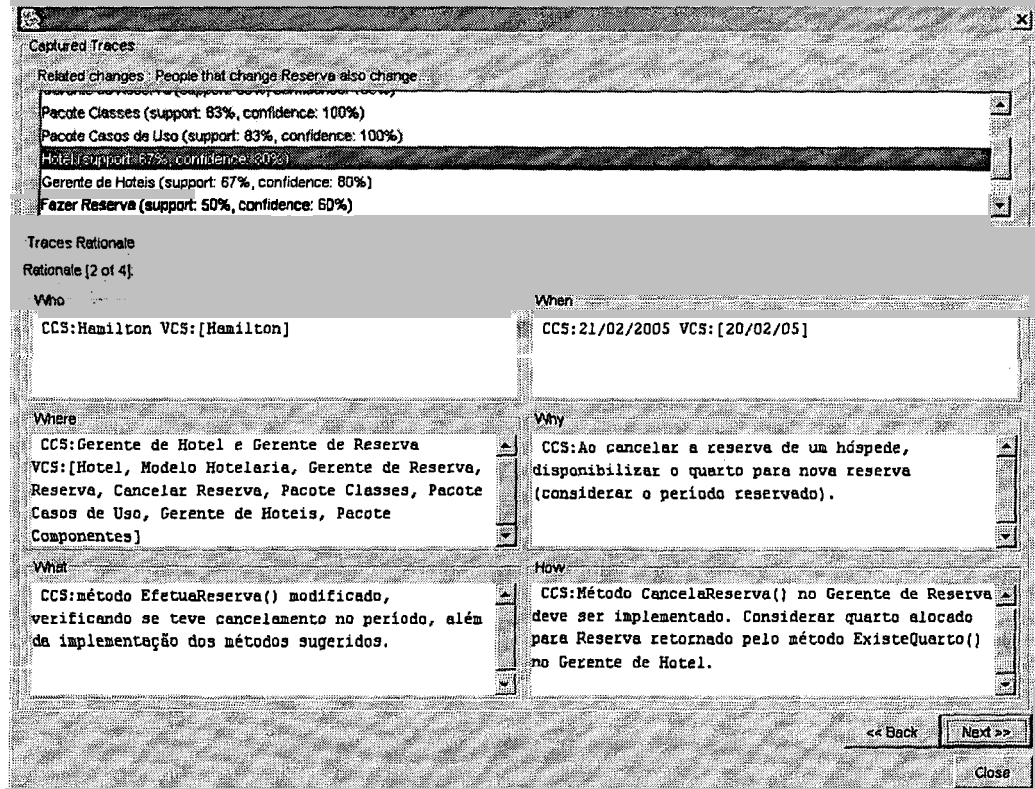 Captured Traces
Related changes : People that change Reserva also change...
Pacote Classes (support: 83%, confidence: 100%)
Pacote Casos de Uso (support: 83%, confidence: 100%)
Hotel (support: 67%, confidence: 80%)
Gerente de Hoteis (support: 67%, confidence: 80%)
Fazer Reserva (support: 50%, confidence: 60%)
Traces Rationale
Rationale [2 of 4]:
Who
CCS:Hamilton VCS:[Hamilton]
When
CCS:21/02/2005 VCS:[20/02/05]
Where
CCS:Gerente de Hotel e Gerente de Reserva
VCS:[Hotel, Modelo Hotelaria, Gerente de Reserva,
Reserva, Cancelar Reserva, Pacote Classes, Pacote
Casos de Uso, Gerente de Hoteis, Pacote
Componentes]
Why
CCS:Ao cancelar a reserva de um hóspede,
disponibilizar o quarto para nova reserva
(considerar o período reservado).
What
CCS:método EfetuaReserva() modificado,
verificando se teve cancelamento no período, além
da implementação dos métodos sugeridos.
How
CCS:Método CancelaReserva() no Gerente de Reserva
deve ser implementado. Considerar quarto alocado
para Reserva retornado pelo método ExisteQuarto()
no Gerente de Hotel.
<< Back
Next >>
Close